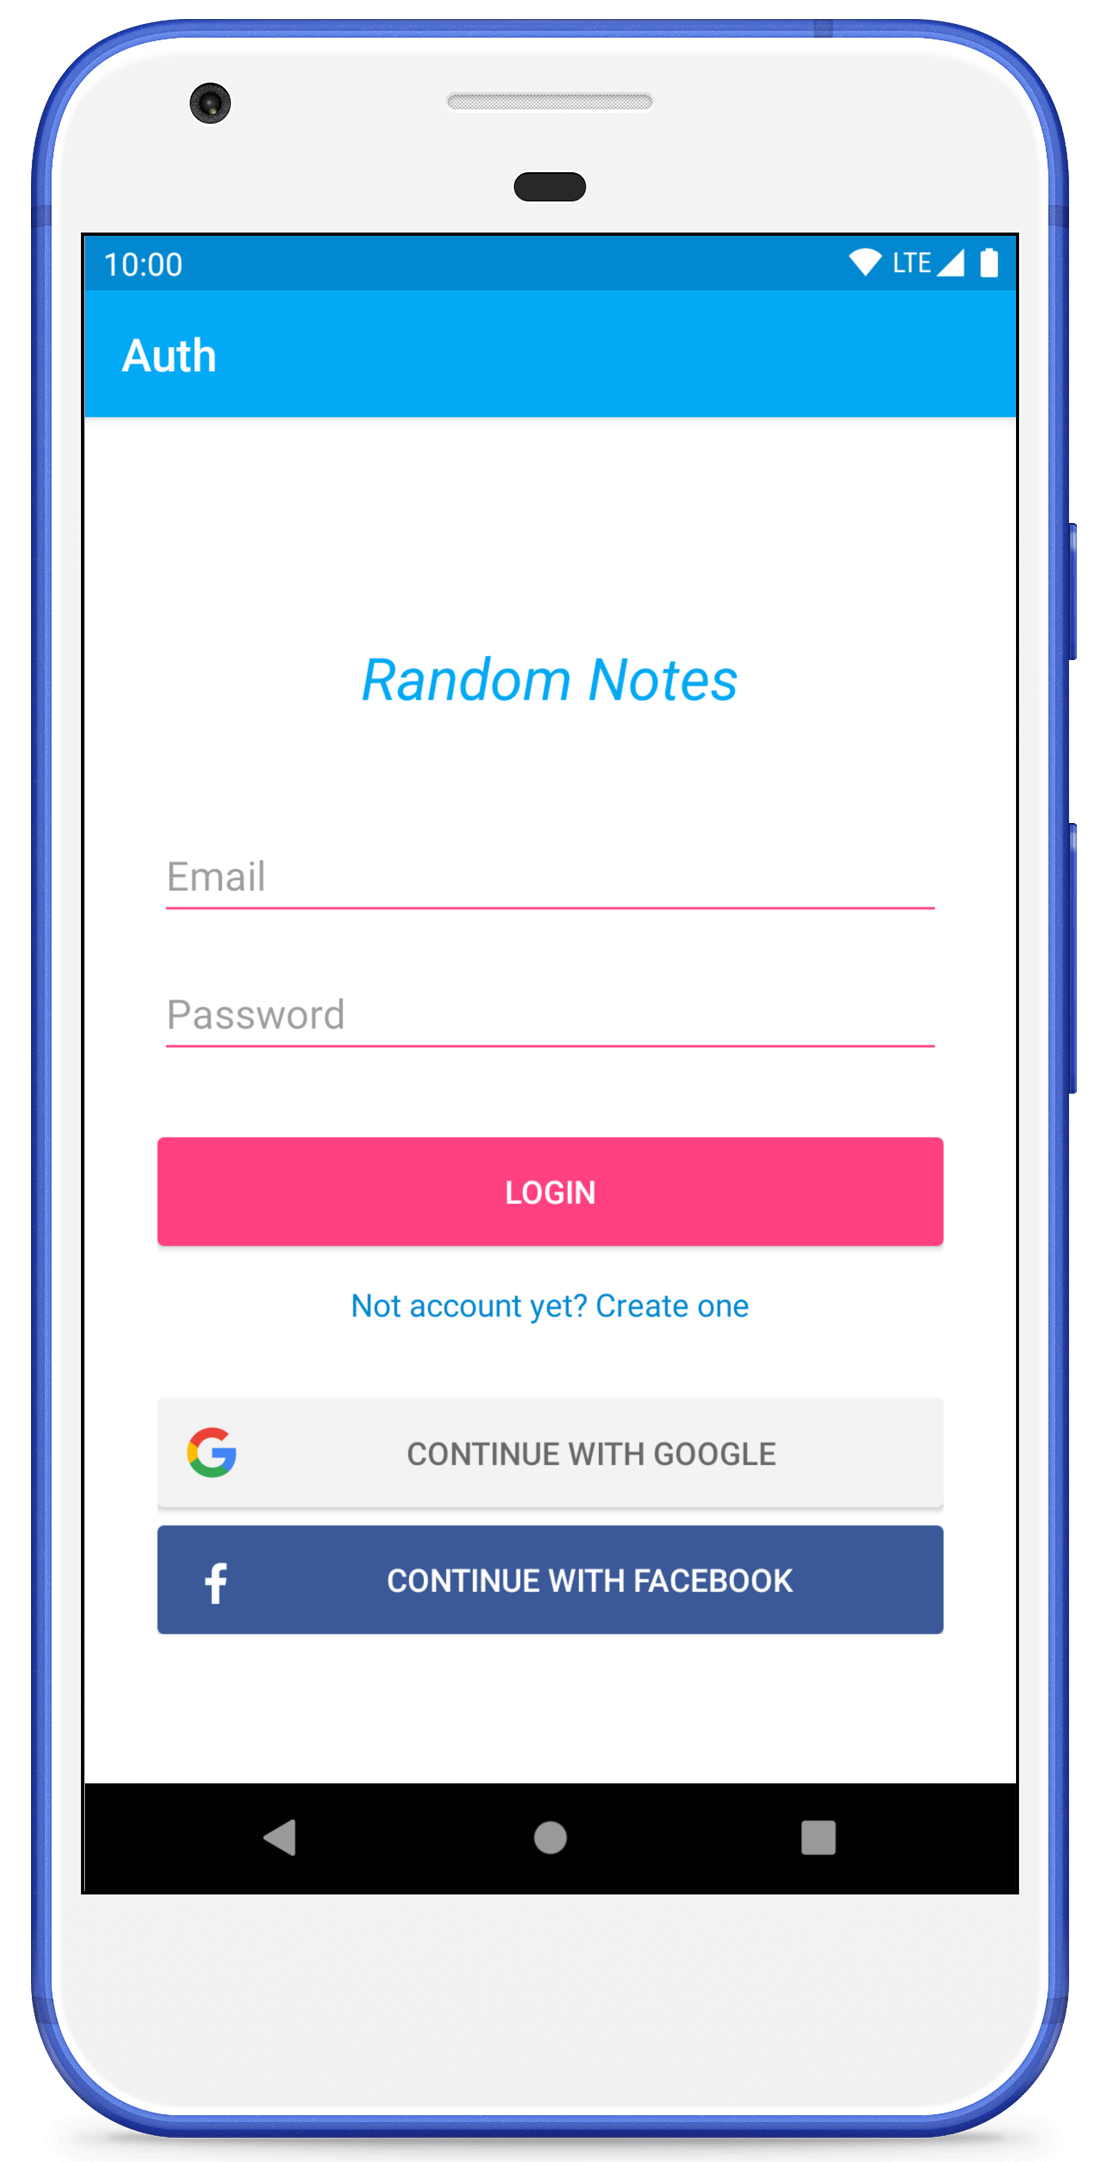 10:00 LTE
Auth
Random Notes
Email
Password
LOGIN
Not account yet? Create one
CONTINUE WITH GOOGLE
CONTINUE WITH FACEBOOK